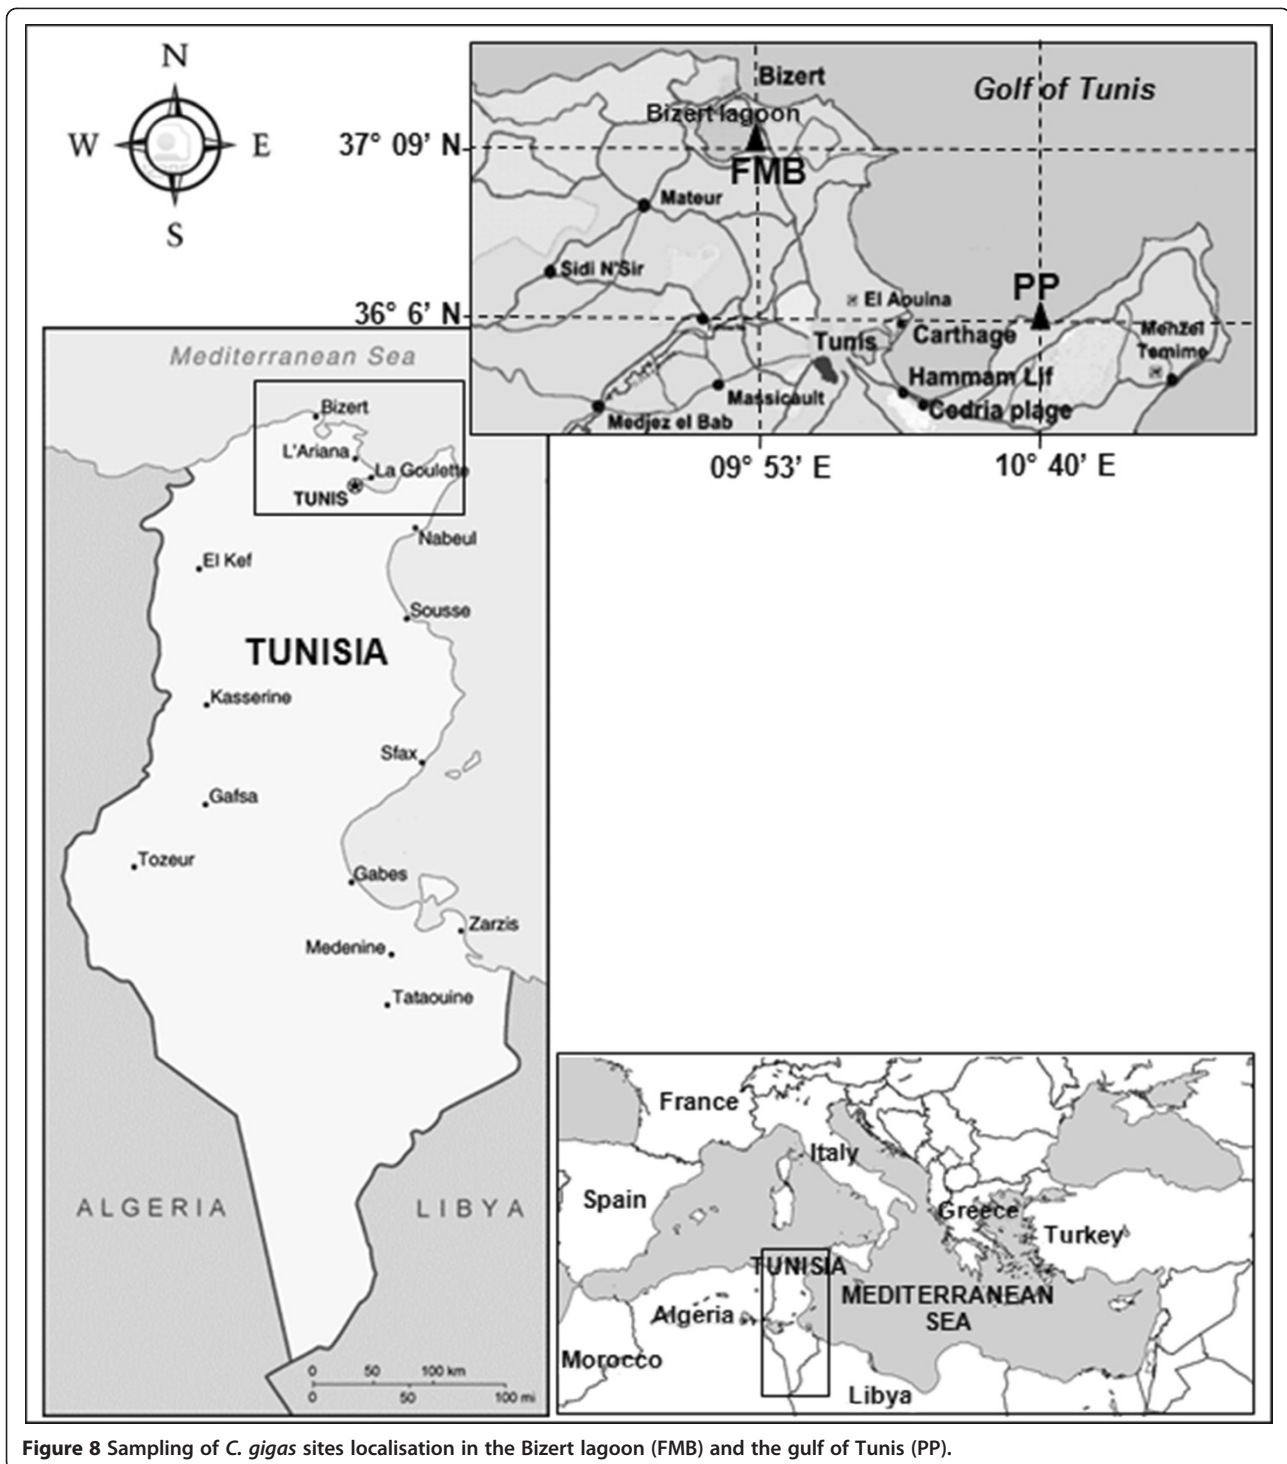 N
W
E
S
Bizert
Golf of Tunis
Bizert lagoon
37° 09' N
FMB
Mateur
Sidi N'Sir
PP
36° 6' N
El Aouina
Carthage
Tunis
Menzel
Temime
Hammam Lif
Massicault
Cedria plage
Medjez el Bab
09° 53' E
10° 40' E
Mediterranean Sea
Bizert
L'Ariana
La Goulette
TUNIS
Nabeul
El Kef
Sousse
TUNISIA
Kasserine
Sfax
Gafsa
Tozeur
Gabes
Zarzis
Medenine
Tataouine
ALGERIA
LIBYA
0 50 100 km
0 50 100 mi
France
Italy
Spain
Greece
Turkey
TUNISIA
MEDITERRANEAN
SEA
Algeria
Morocco
Libya
Figure 8 Sampling of C. gigas sites localisation in the Bizert lagoon (FMB) and the gulf of Tunis (PP).